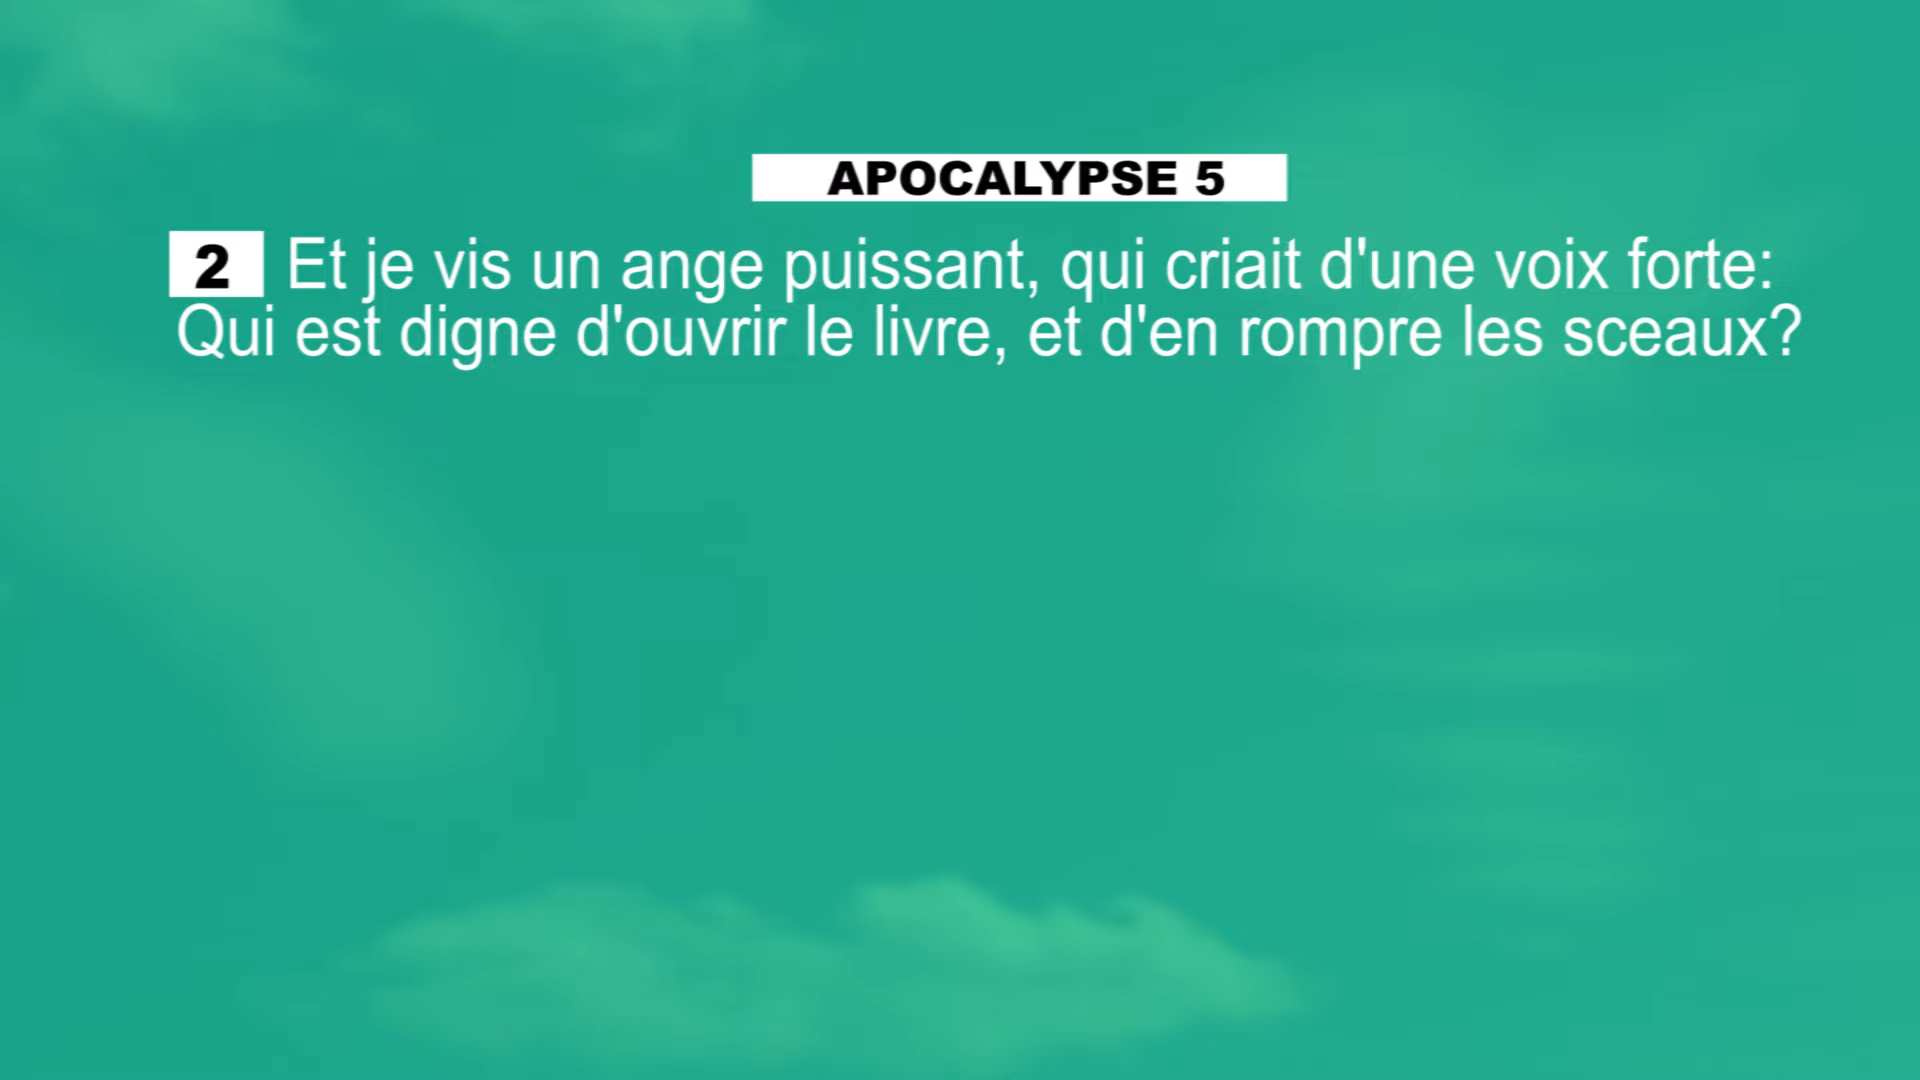 APOCALYPSE 5
2 Et je vis un ange puissant, qui criait d'une voix forte:
Qui est digne d'ouvrir le livre, et d'en rompre les sceaux?